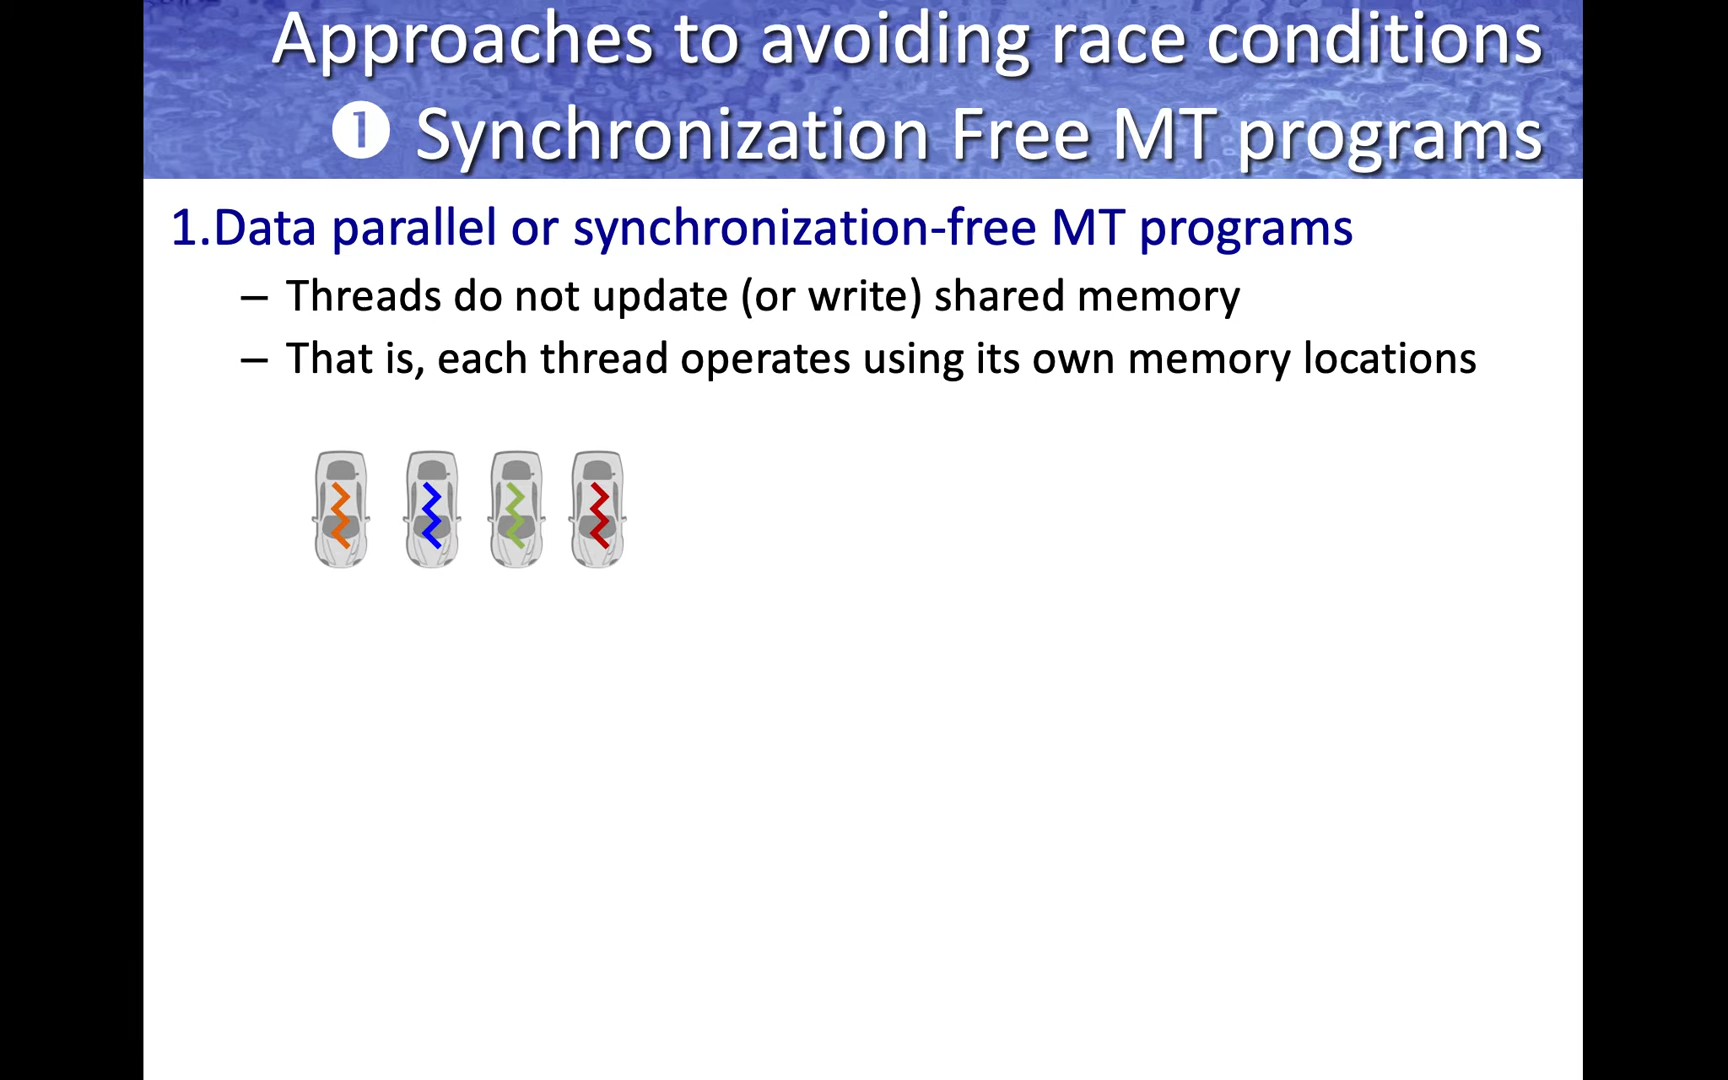 Approaches to avoiding race conditions
❶ Synchronization Free MT programs
1.Data parallel or synchronization-free MT programs
– Threads do not update (or write) shared memory
– That is, each thread operates using its own memory locations